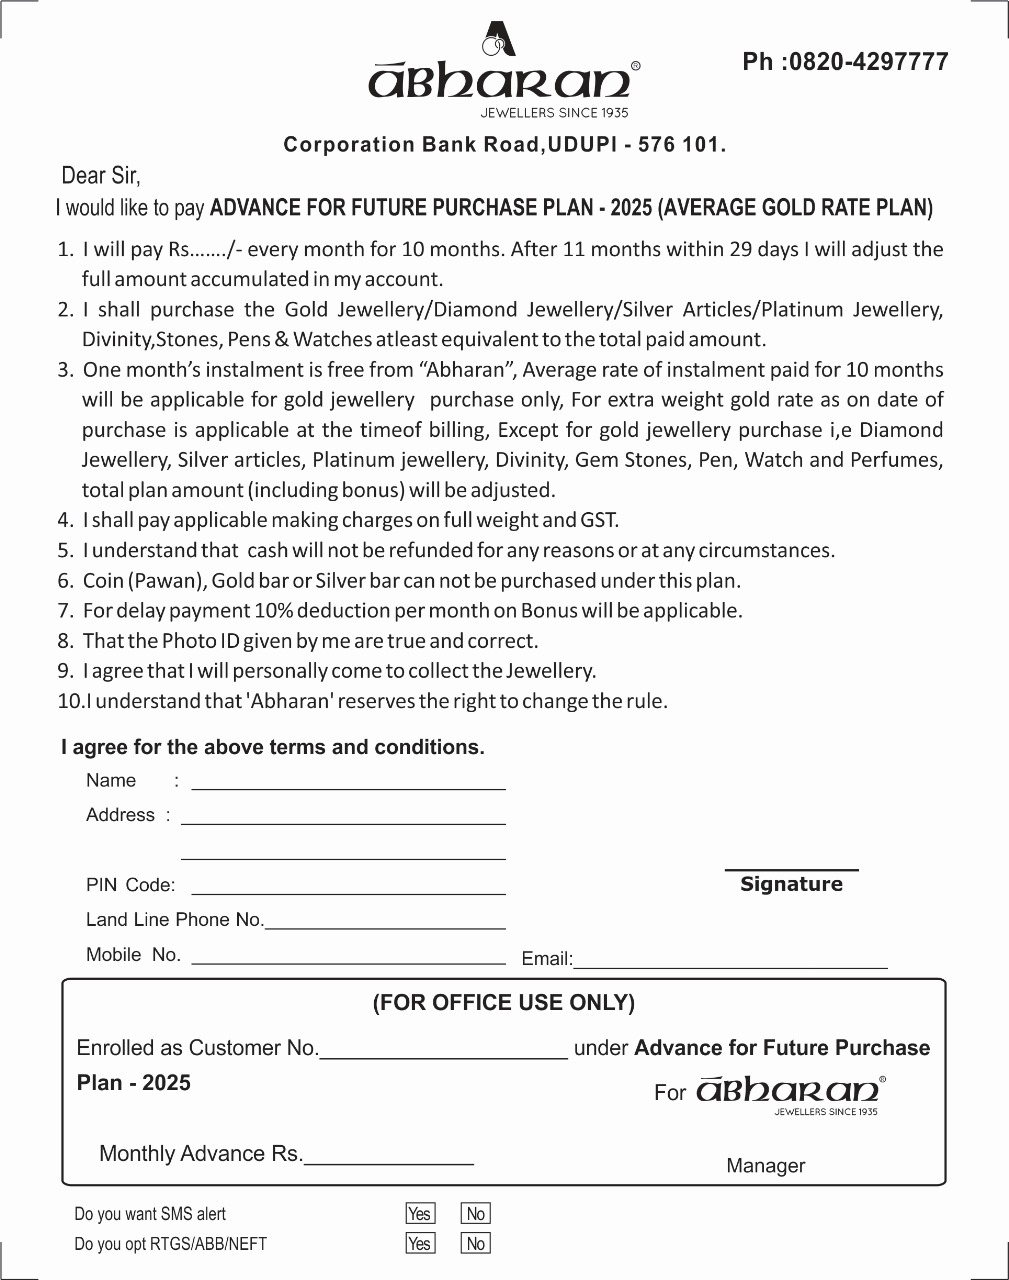 ABHARAN®
JEWELLERS SINCE 1935
Ph :0820-4297777
Corporation Bank Road,UDUPI - 576 101.
Dear Sir,
I would like to pay ADVANCE FOR FUTURE PURCHASE PLAN - 2025 (AVERAGE GOLD RATE PLAN)
1. I will pay Rs......./- every month for 10 months. After 11 months within 29 days I will adjust the
full amount accumulated in my account.
2. I shall purchase the Gold Jewellery/Diamond Jewellery/Silver Articles/Platinum Jewellery,
Divinity,Stones, Pens & Watches atleast equivalent to the total paid amount.
3. One month’s instalment is free from “Abharan”, Average rate of instalment paid for 10 months
will be applicable for gold jewellery purchase only, For extra weight gold rate as on date of
purchase is applicable at the timeof billing, Except for gold jewellery purchase i,e Diamond
Jewellery, Silver articles, Platinum jewellery, Divinity, Gem Stones, Pen, Watch and Perfumes,
total plan amount (including bonus) will be adjusted.
4. I shall pay applicable making charges on full weight and GST.
5. I understand that cash will not be refunded for any reasons or at any circumstances.
6. Coin (Pawan), Gold bar or Silver bar can not be purchased under this plan.
7. For delay payment 10% deduction per month on Bonus will be applicable.
8. That the Photo ID given by me are true and correct.
9. I agree that I will personally come to collect the Jewellery.
10.I understand that 'Abharan' reserves the right to change the rule.
I agree for the above terms and conditions.
Name : ____________________
Address : ____________________
____________________
PIN Code: ____________________
Signature
Land Line Phone No.____________________
Mobile No. ____________________ Email:____________________
(FOR OFFICE USE ONLY)
Enrolled as Customer No.____________________ under Advance for Future Purchase
Plan - 2025
For ĀBHARAN®
JEWELLERS SINCE 1935
Monthly Advance Rs.______________
Manager
Do you want SMS alert Yes No
Do you opt RTGS/ABB/NEFT Yes No